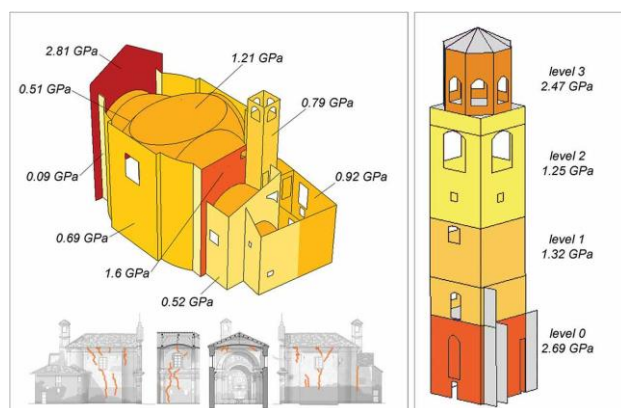 2.81 GPa
1.21 GPa
0.51 GPa
0.79 GPa
0.09 GPa
0.92 GPa
0.69 GPa
1.6 GPa
0.52 GPa
level 3
2.47 GPa
level 2
1.25 GPa
level 1
1.32 GPa
level 0
2.69 GPa